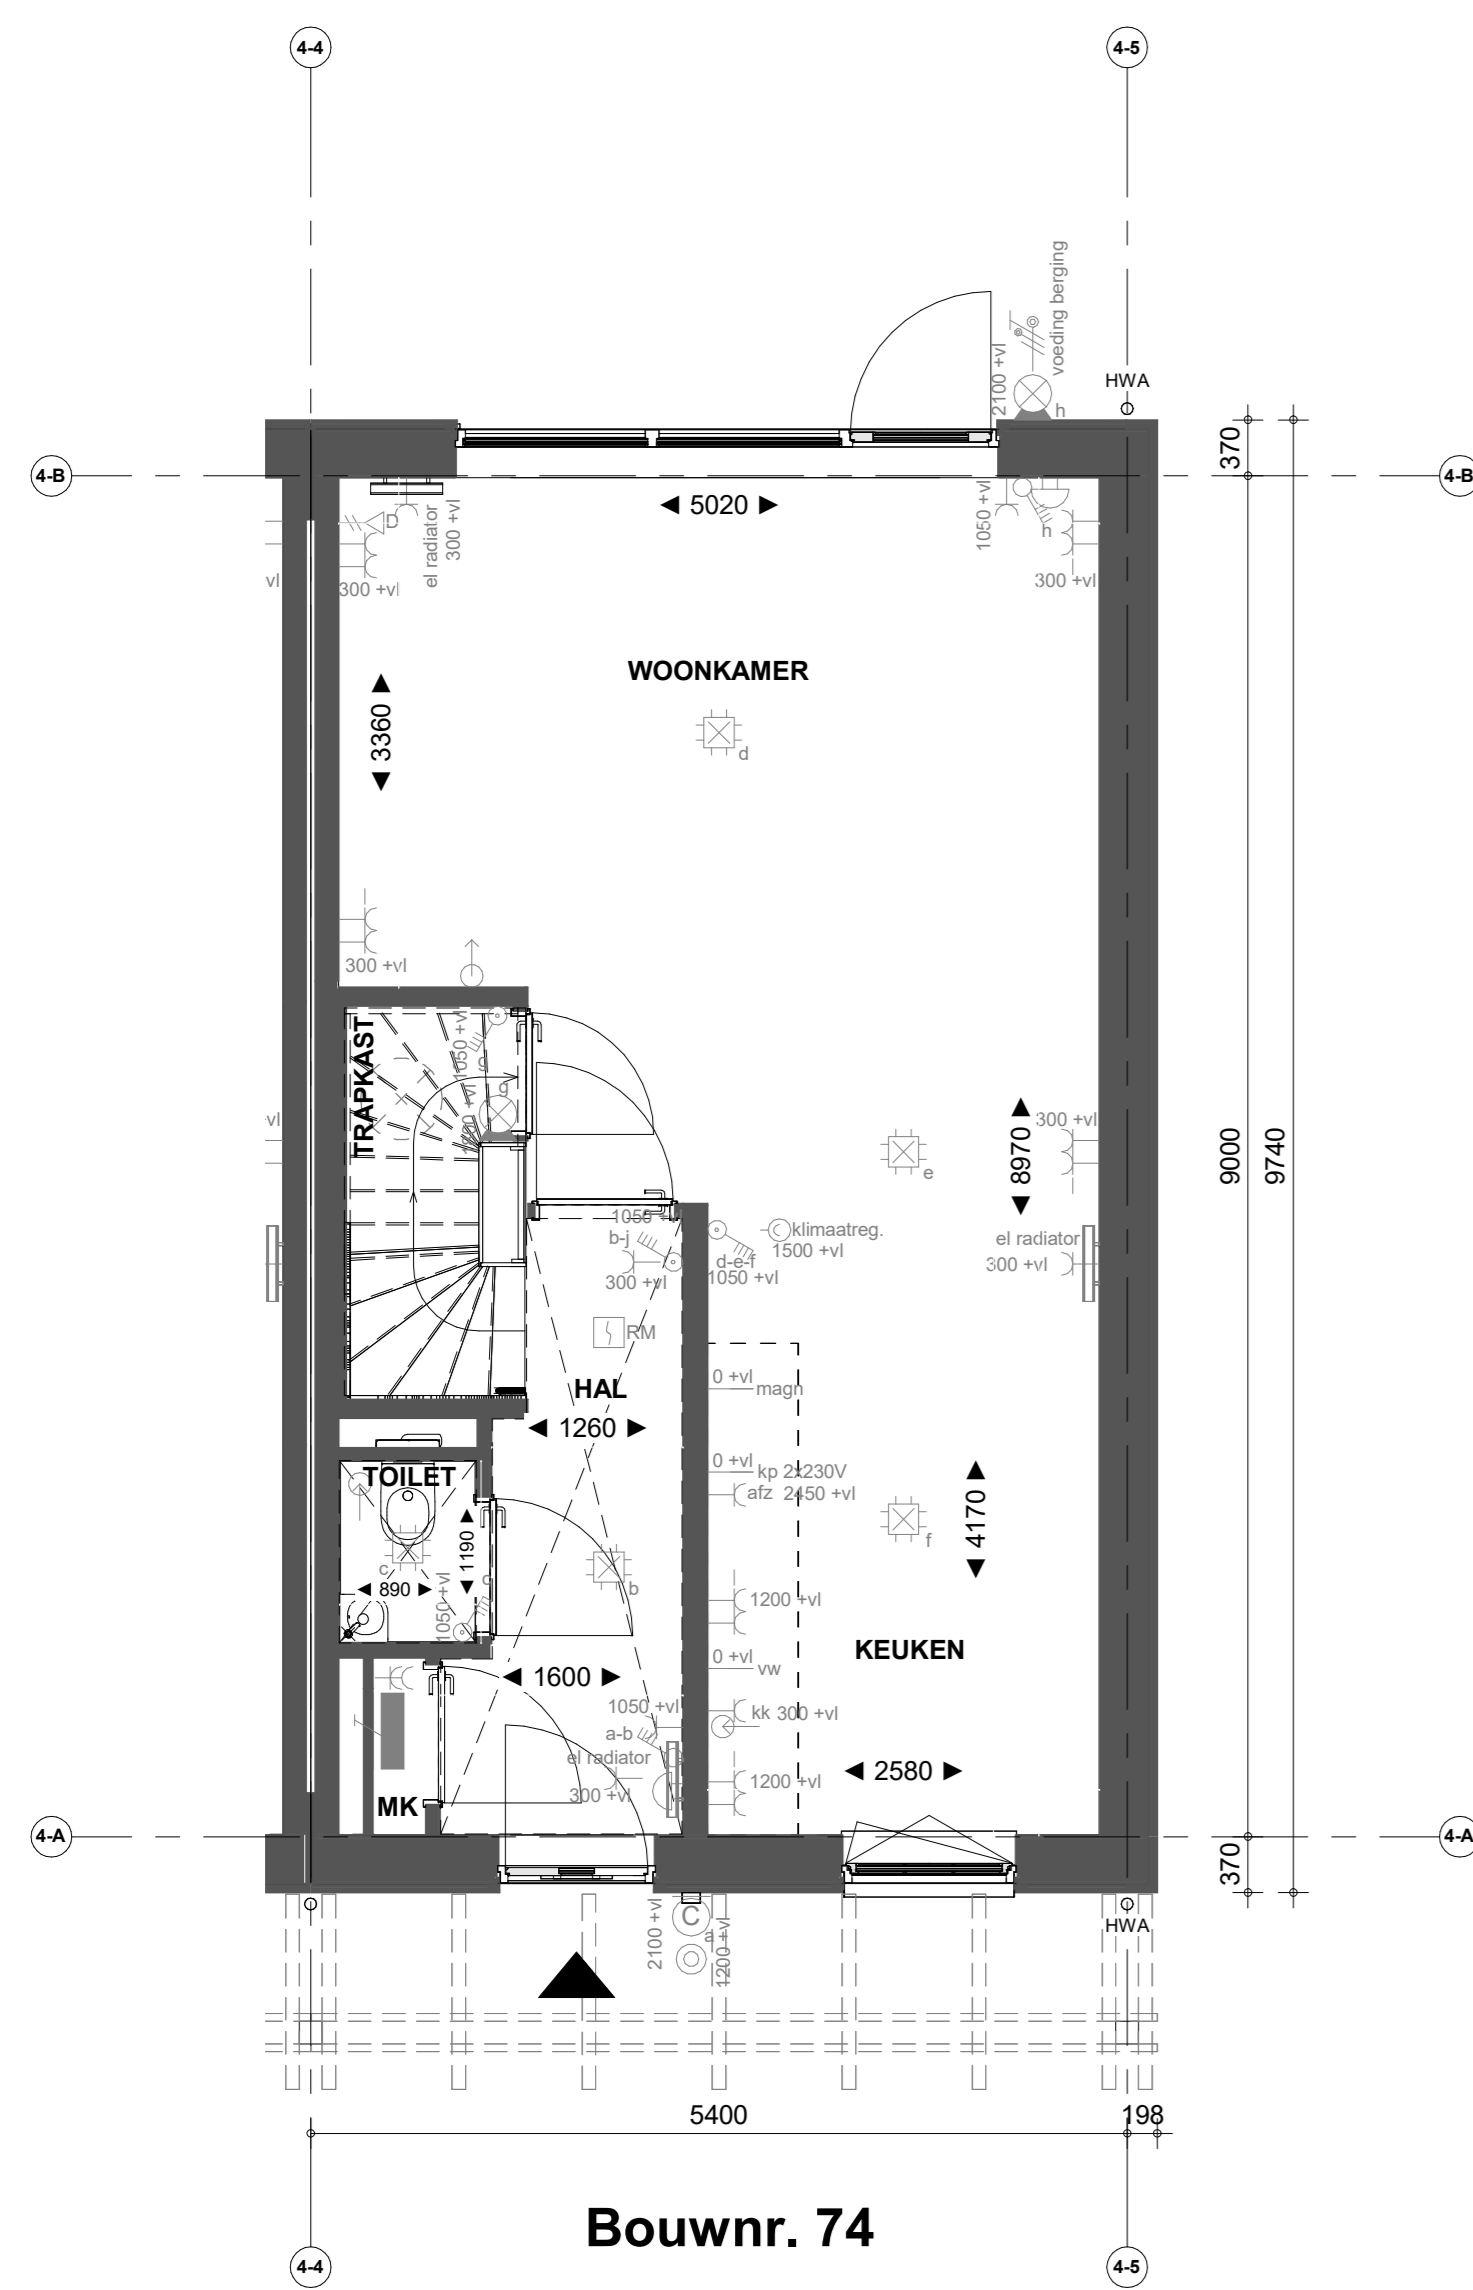 4-4
4-5
voeding berging
2100 +vl
h
HWA
370
4-B
4-B
5020
1050 +vl
h
300 +vl
D
el radiator
300 +vl
300 +vl
vl
WOONKAMER
3360
d
300 +vl
TRAPKAST
1050 +vl
g
g
+vl
300 +vl
8970
9000
9740
e
1050 +vl
b-j
300 +vl
klimaatreg.
1500 +vl
d-e-f
1050 +vl
el radiator
300 +vl
RM
HAL
1260
0 +vl
magn
0 +vl
kp 2x230V
afz 2450 +vl
TOILET
1190
c
890
1050 +vl
c
b
4170
f
1200 +vl
KEUKEN
0 +vl
vw
1600
1050 +vl
a-b
el radiator
300 +vl
kk 300 +vl
2580
1200 +vl
MK
4-A
4-A
370
C
a
2100 +vl
1200 +vl
HWA
5400
198
Bouwnr. 74
4-4
4-5